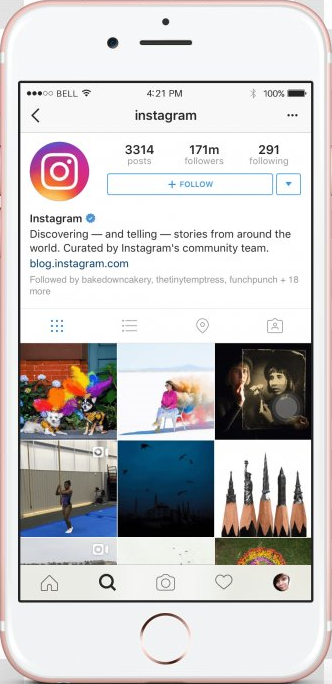 BELL 4:21 PM 100%
instagram
3314 171m 291
posts followers following
+ FOLLOW
Instagram
Discovering — and telling — stories from around the
world. Curated by Instagram's community team.
blog.instagram.com
Followed by bakedowncakery, thetinytemptress, funchpunch + 18
more